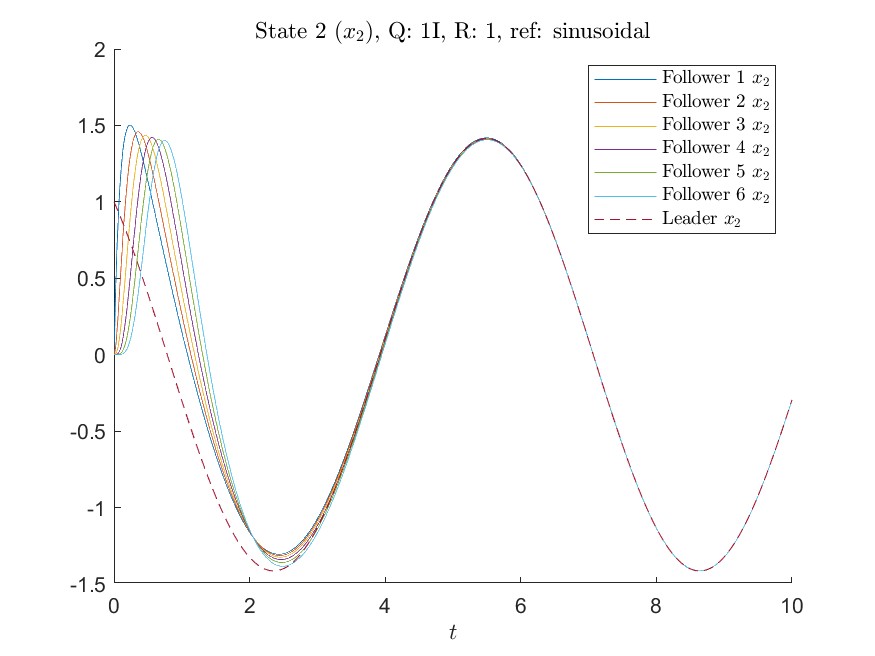 State 2 (x₂), Q: 1I, R: 1, ref: sinusoidal
2
1.5
1
0.5
0
-0.5
-1
-1.5
Follower 1 x₂
Follower 2 x₂
Follower 3 x₂
Follower 4 x₂
Follower 5 x₂
Follower 6 x₂
Leader x₂
0 2 4 6 8 10
t